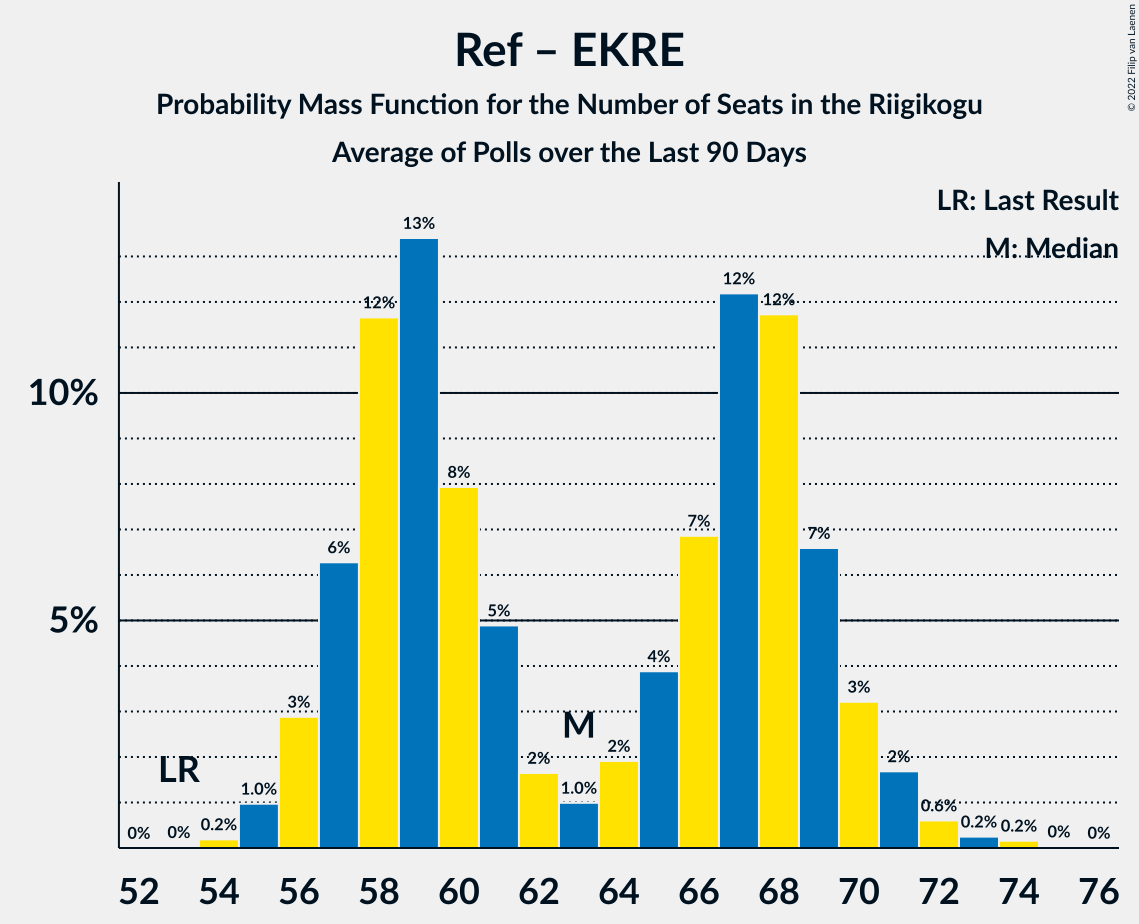 Ref – EKRE
Probability Mass Function for the Number of Seats in the Riigikogu
Average of Polls over the Last 90 Days
© 2022 Filip van Laenen
LR: Last Result
M: Median
13%
12%
12%
12%
10%
8%
7%
7%
6%
5%
5%
4%
3%
3%
M
2%
2%
2%
LR
1.0%
1.0%
0.6%
0% 0% 0.2% 0.2% 0.2% 0% 0%
52 54 56 58 60 62 64 66 68 70 72 74 76